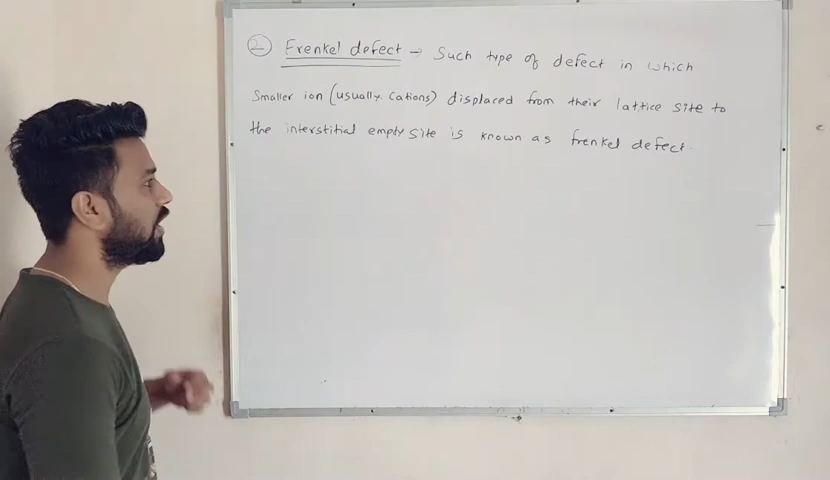 ② Frenkel defect → Such type of defect in which
Smaller ion (usually cations) displaced from their lattice site to
the interstitial empty site is known as frenkel defect.